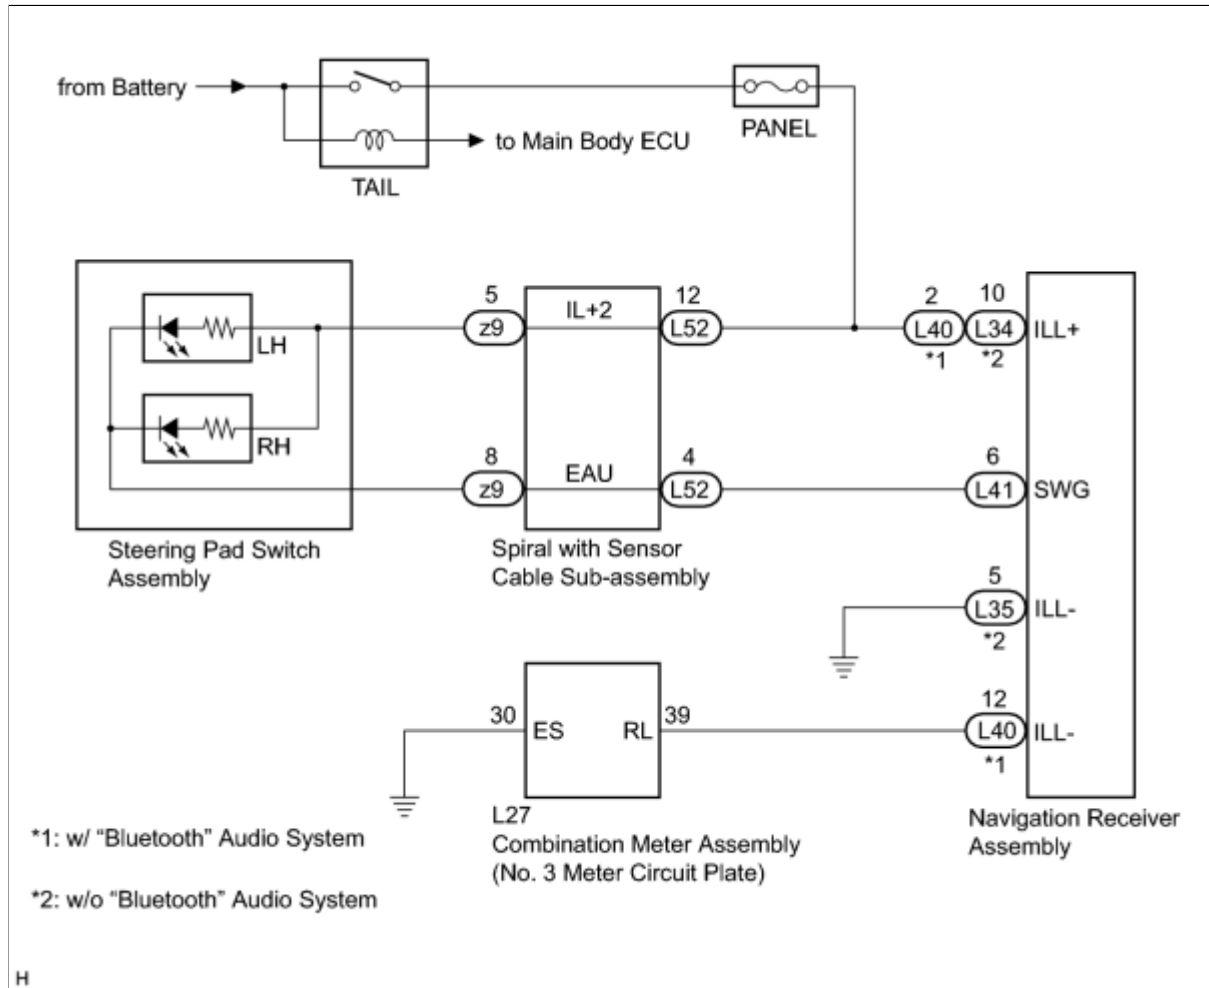 from Battery
to Main Body ECU
TAIL
PANEL
5
IL+2
12
2
10
z9
L52
L40
L34
ILL+
*1
*2
LH
RH
8
EAU
4
6
z9
L52
L41
SWG
Steering Pad Switch
Assembly
Spiral with Sensor
Cable Sub-assembly
5
L35
ILL-
*2
30
ES
RL
39
12
L40
ILL-
*1
L27
Combination Meter Assembly
(No. 3 Meter Circuit Plate)
Navigation Receiver
Assembly
*1: w/ “Bluetooth” Audio System
*2: w/o “Bluetooth” Audio System
H